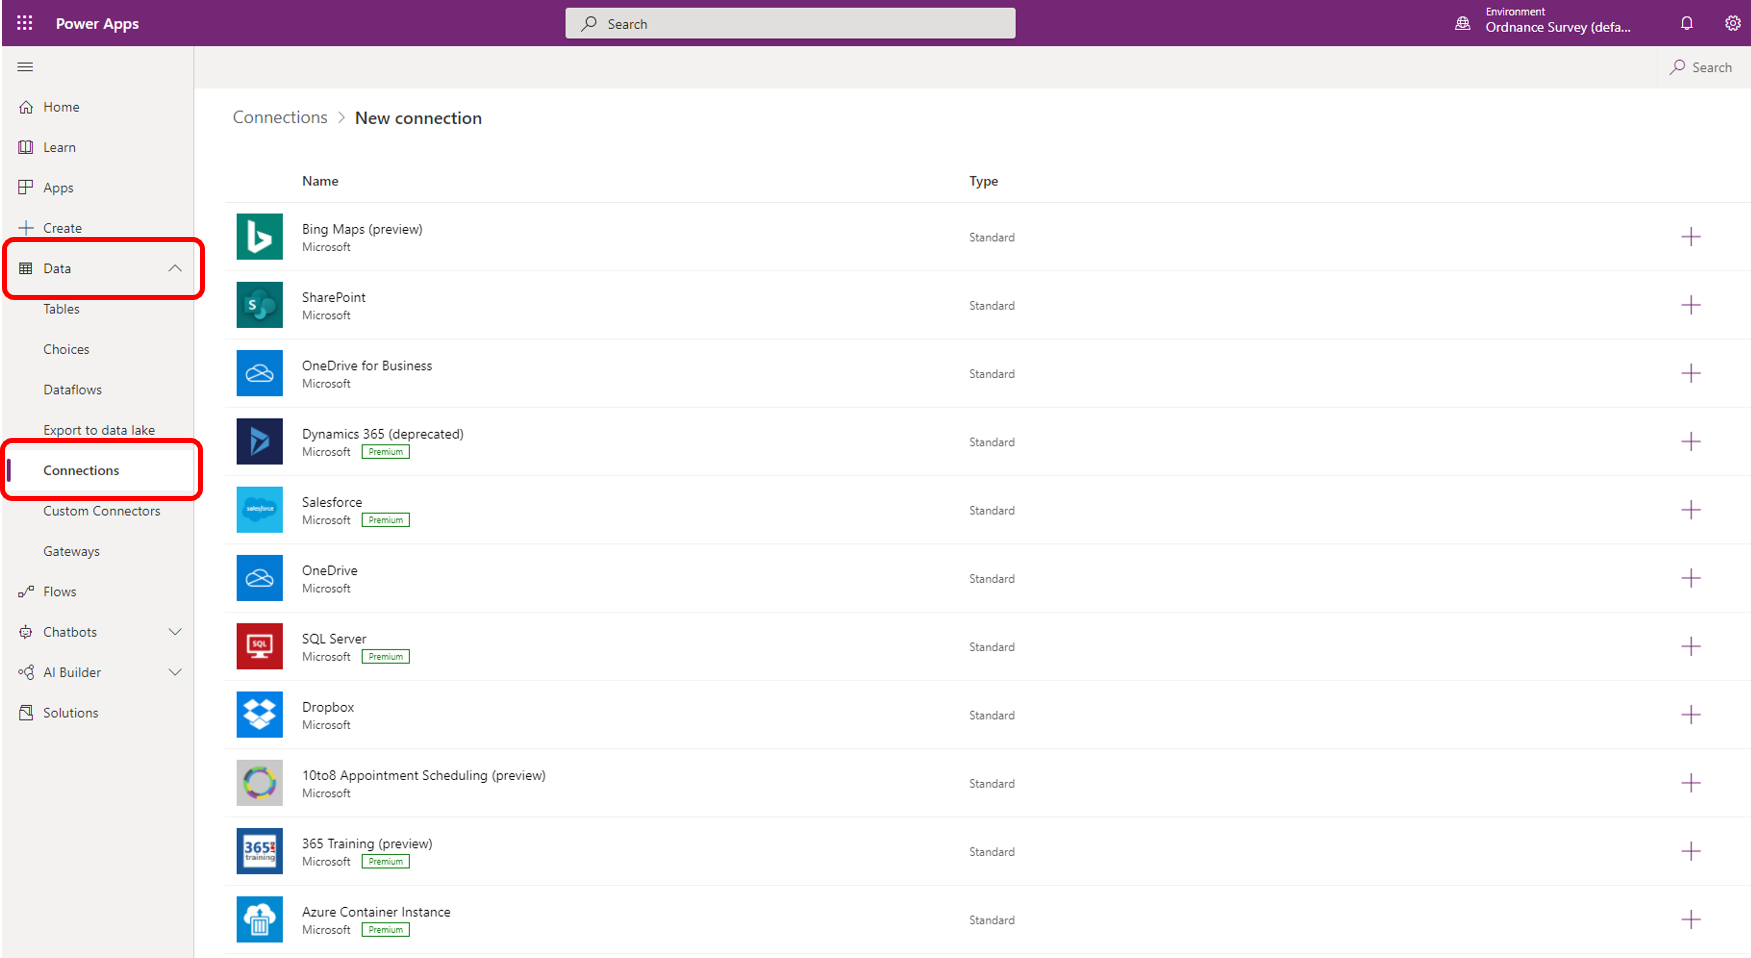 Power Apps
Search
Environment
Ordnance Survey (defa...
Search
Home
Learn
Apps
Create
Data
Tables
Choices
Dataflows
Export to data lake
Connections
Custom Connectors
Gateways
Flows
Chatbots
AI Builder
Solutions
Connections > New connection
Name Type
Bing Maps (preview)
Microsoft
Standard
SharePoint
Microsoft
Standard
OneDrive for Business
Microsoft
Standard
Dynamics 365 (deprecated)
Microsoft Premium
Standard
salesforce
Salesforce
Microsoft Premium
Standard
OneDrive
Microsoft
Standard
SQL
SQL Server
Microsoft Premium
Standard
Dropbox
Microsoft
Standard
10to8 Appointment Scheduling (preview)
Microsoft
Standard
365
training
365 Training (preview)
Microsoft Premium
Standard
Azure Container Instance
Microsoft Premium
Standard